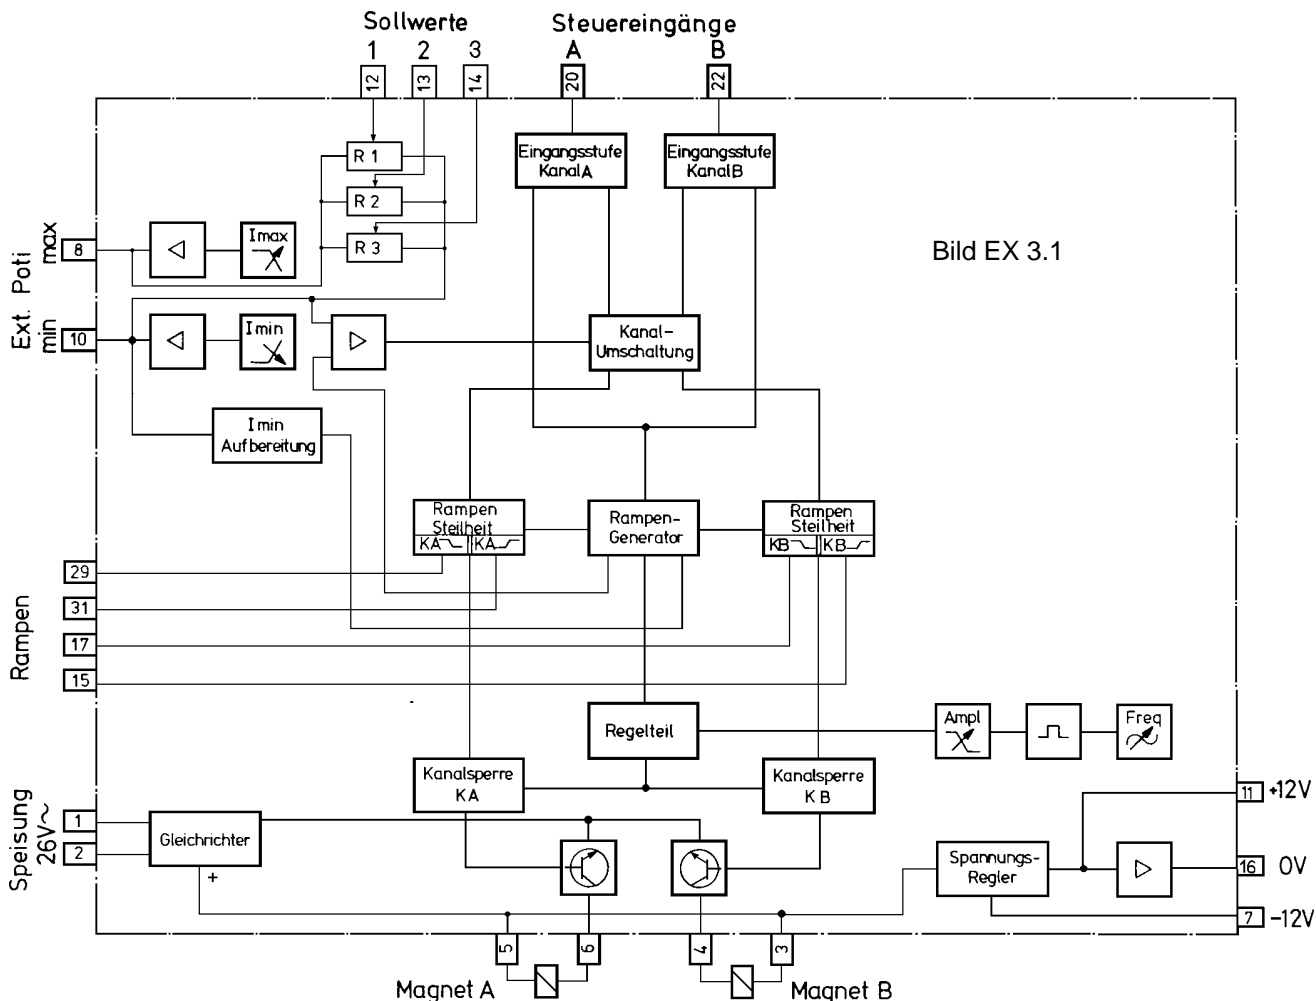 Sollwerte
Steuereingänge
1 2 3 A B
12 13 14 20 22
Eingangsstufe
Kanal A
Eingangsstufe
Kanal B
R 1
R 2
R 3
Ext. Poti
max
min
8
10
I max
I min
Bild EX 3.1
Kanal-
Umschaltung
I min
Aufbereitung
Rampen
Steilheit
KA KA
Rampen-
Generator
Rampen
Steilheit
KB KB
Rampen
29
31
17
15
Regelteil
Ampl
Freq
Kanalsperre
KA
Kanalsperre
KB
Speisung
26V~
1
2
Gleichrichter
+
Spannungs-
Regler
11 +12V
16 0V
7 -12V
5 6 4 3
Magnet A
Magnet B